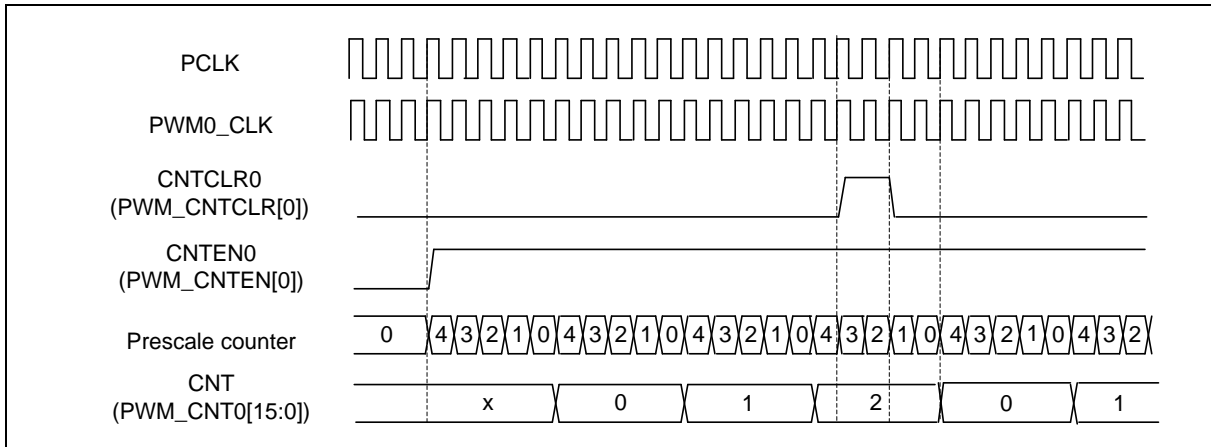 PCLK
PWM0_CLK
CNTCLR0
(PWM_CNTCLR[0])
CNTEN0
(PWM_CNTEN[0])
Prescale counter 0 4 3 2 1 0 4 3 2 1 0 4 3 2 1 0 4 3 2 1 0 4 3 2 1 0 4 3 2
CNT
(PWM_CNT0[15:0]) x 0 1 2 0 1